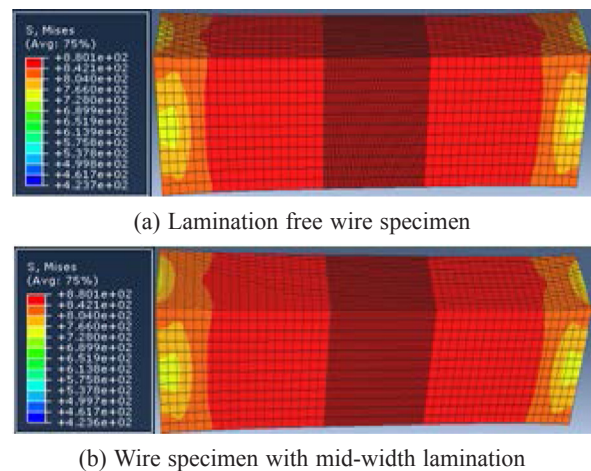 S, Mises
(Avg: 75%)
+8.801e+02
+8.421e+02
+8.040e+02
+7.660e+02
+7.280e+02
+6.899e+02
+6.519e+02
+6.139e+02
+5.758e+02
+5.378e+02
+4.998e+02
+4.617e+02
+4.237e+02
(a) Lamination free wire specimen
S, Mises
(Avg: 75%)
+8.801e+02
+8.421e+02
+8.040e+02
+7.660e+02
+7.280e+02
+6.899e+02
+6.519e+02
+6.138e+02
+5.758e+02
+5.378e+02
+4.997e+02
+4.617e+02
+4.236e+02
(b) Wire specimen with mid-width lamination